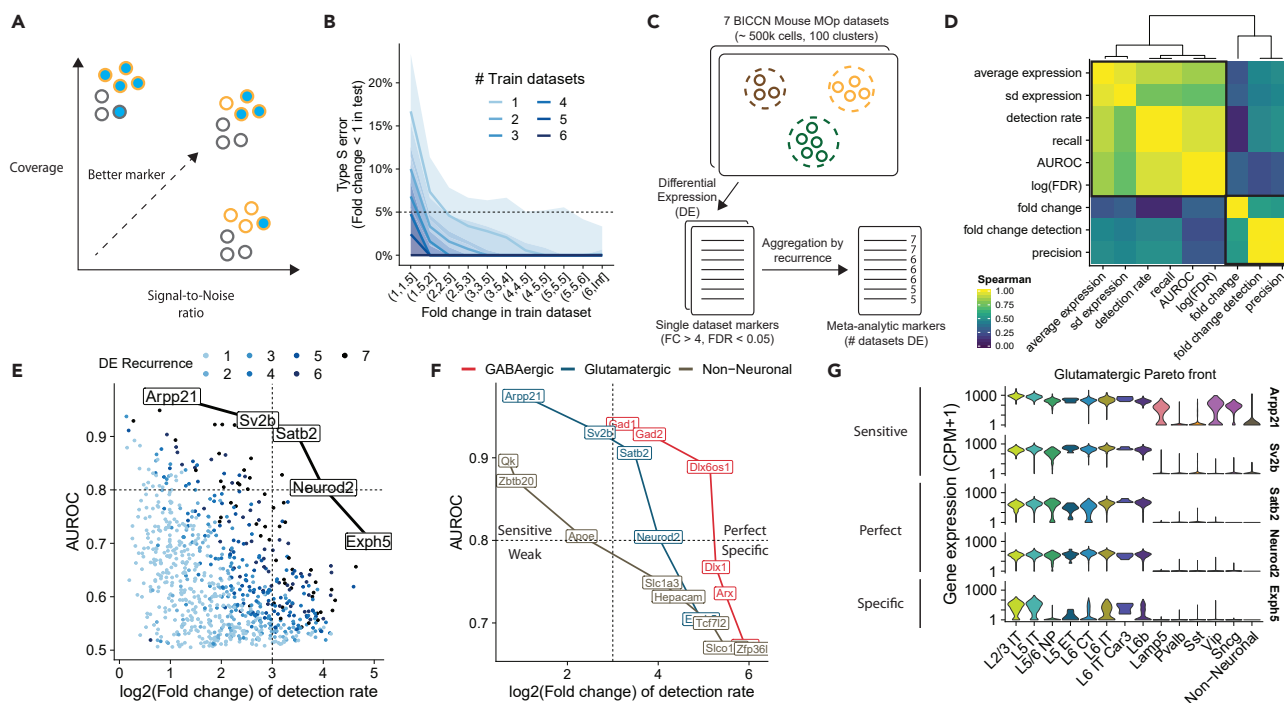 A
Coverage
Better marker
Signal-to-Noise
ratio
B
Type S error
(Fold change < 1 in test)
20%
15%
10%
5%
0%
# Train datasets
1
2
3
4
5
6
(1,1.5]
(1.5,2]
(2,2.5]
(2.5,3]
(3,3.5]
(3.5,4]
(4,4.5]
(4.5,5]
(5,5.5]
(5.5,6]
(6,Inf]
Fold change in train dataset
C
7 BICCN Mouse MOp datasets
(~ 500k cells, 100 clusters)
Differential
Expression
(DE)
Aggregation by
recurrence
7
7
6
6
6
5
5
Single dataset markers
(FC > 4, FDR < 0.05)
Meta-analytic markers
(# datasets DE)
D
average expression
sd expression
detection rate
recall
AUROC
log(FDR)
fold change
fold change detection
precision
Spearman
1.00
0.75
0.50
0.25
0.00
average expression
sd expression
detection rate
recall
AUROC
log(FDR)
fold change
fold change detection
precision
E
DE Recurrence
1
2
3
4
5
6
7
AUROC
0.9
0.8
0.7
0.6
0.5
Arpp21
Sv2b
Satb2
Neurod2
Exph5
0
1
2
3
4
5
log2(Fold change) of detection rate
F
GABAergic
Glutamatergic
Non-Neuronal
AUROC
0.9
0.8
0.7
Arpp21
Sv2b
Gad1
Gad2
Satb2
Dlx6os1
Qk
Zbtb20
Sensitive
Weak
Apoe
Neurod2
Perfect
Specific
Dlx1
Slc1a3
Arx
Hepacam
Tcf7l2
Slco1
Zfp36l
2
4
6
log2(Fold change) of detection rate
G
Glutamatergic Pareto front
Gene expression (CPM+1)
Sensitive
Perfect
Specific
1000
1
Arpp21
1000
1
Sv2b
1000
1
Satb2
1000
1
Neurod2
1000
1
Exph5
L2/3 IT
L5 IT
L5/6 NP
L5 ET
L6 CT
L6 IT
L6 IT Car3
L6b
Lamp5
Pvalb
Sst
Vip
Sncg
Non-Neuronal